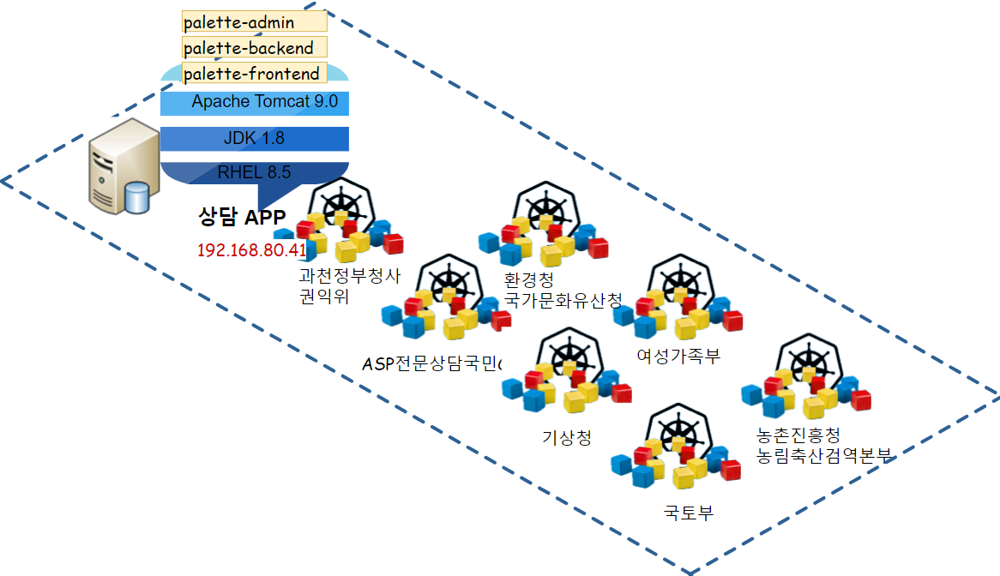 palette-admin
palette-backend
palette-frontend
Apache Tomcat 9.0
JDK 1.8
RHEL 8.5
상담 APP
192.168.80.41
과천정부청사
권익위
환경청
국가문화유산청
ASP전문상담국민
여성가족부
기상청
농촌진흥청
농림축산검역본부
국토부